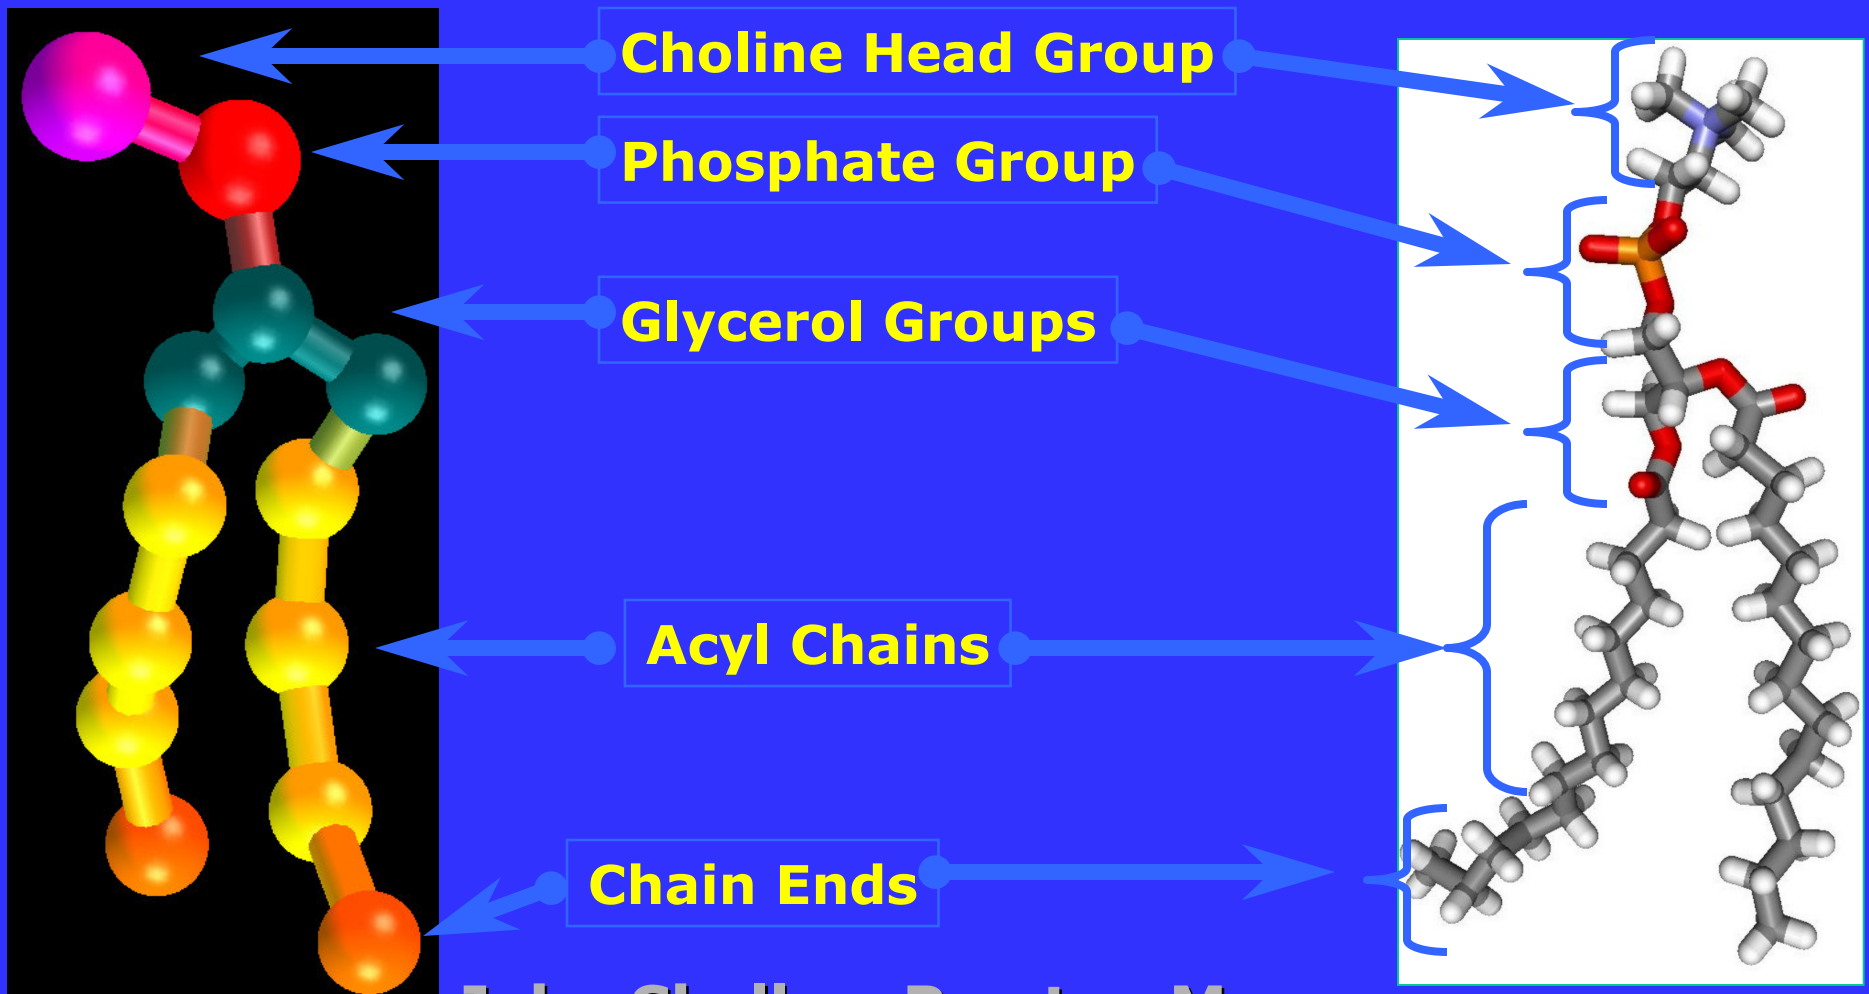 Choline Head Group
Phosphate Group
Glycerol Groups
Acyl Chains
Chain Ends